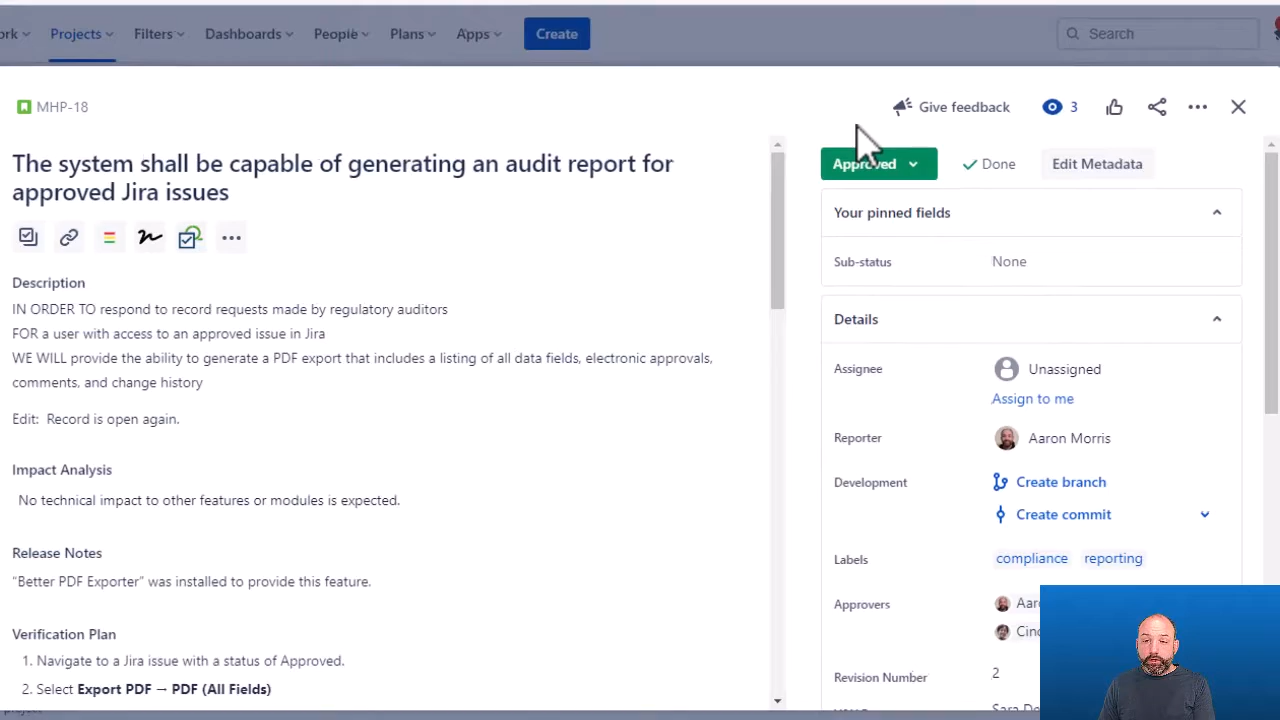 Projects
Filters
Dashboards
People
Plans
Apps
Create
Search
MHP-18
Give feedback
3
The system shall be capable of generating an audit report for
approved Jira issues
Approved
Done
Edit Metadata
Your pinned fields
Sub-status
None
Description
IN ORDER TO respond to record requests made by regulatory auditors
FOR a user with access to an approved issue in Jira
WE WILL provide the ability to generate a PDF export that includes a listing of all data fields, electronic approvals,
comments, and change history
Edit: Record is open again.
Impact Analysis
No technical impact to other features or modules is expected.
Release Notes
"Better PDF Exporter" was installed to provide this feature.
Verification Plan
1. Navigate to a Jira issue with a status of Approved.
2. Select Export PDF → PDF (All Fields)
Details
Assignee
Unassigned
Assign to me
Reporter
Aaron Morris
Development
Create branch
Create commit
Labels
compliance reporting
Approvers
Revision Number
2